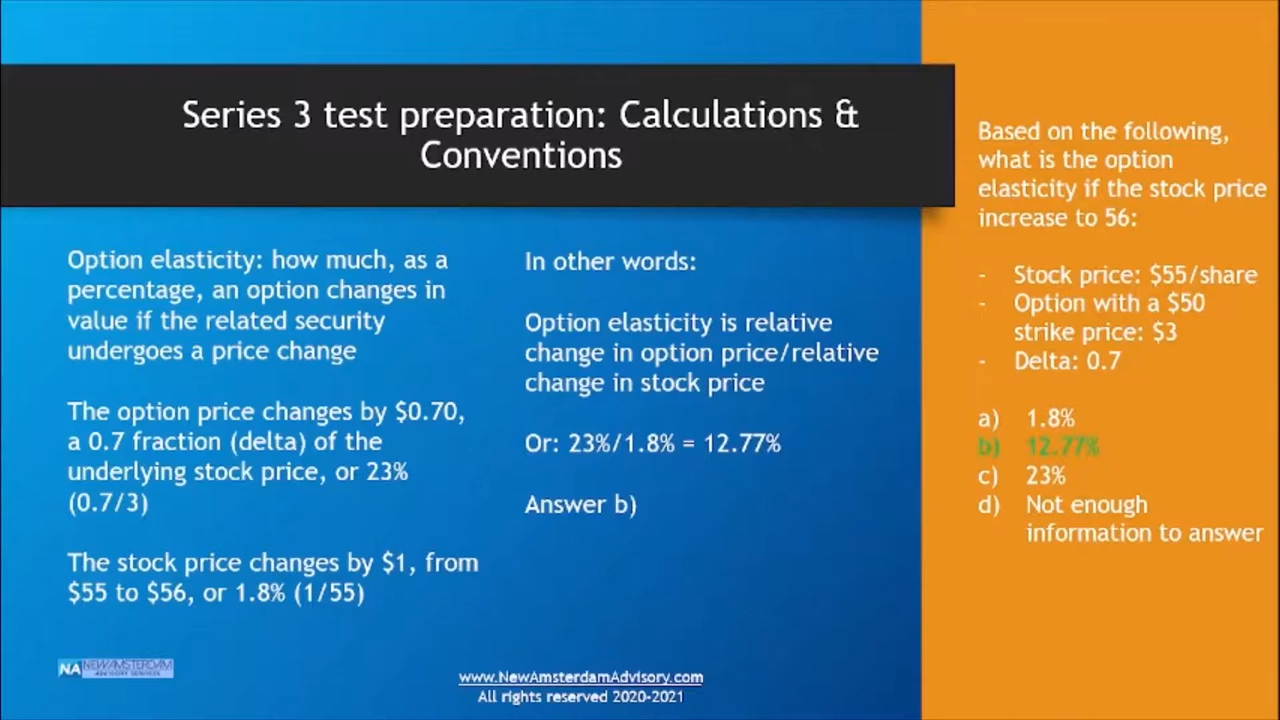 Series 3 test preparation: Calculations &
Conventions
Option elasticity: how much, as a
percentage, an option changes in
value if the related security
undergoes a price change
The option price changes by $0.70,
a 0.7 fraction (delta) of the
underlying stock price, or 23%
(0.7/3)
The stock price changes by $1, from
$55 to $56, or 1.8% (1/55)
In other words:
Option elasticity is relative
change in option price/relative
change in stock price
Or: 23%/1.8% = 12.77%
Answer b)
Based on the following,
what is the option
elasticity if the stock price
increase to 56:
- Stock price: $55/share
- Option with a $50
strike price: $3
- Delta: 0.7
a) 1.8%
b) 12.77%
c) 23%
d) Not enough
information to answer
NA NEWAMSTERDAM
ADVISORY SERVICES
www.NewAmsterdamAdvisory.com
All rights reserved 2020-2021